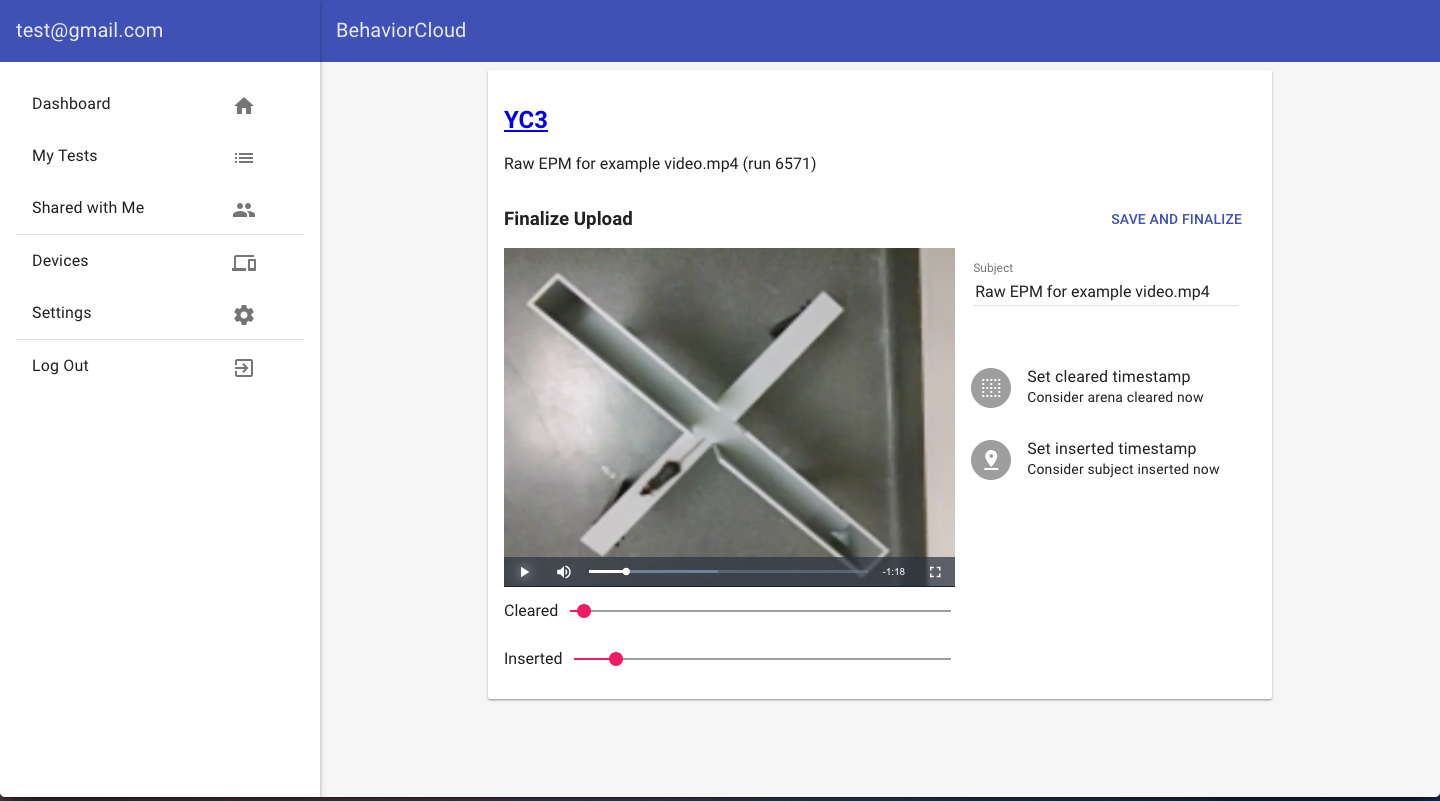 test@gmail.com
BehaviorCloud
Dashboard
My Tests
Shared with Me
Devices
Settings
Log Out
YC3
Raw EPM for example video.mp4 (run 6571)
Finalize Upload
SAVE AND FINALIZE
Subject
Raw EPM for example video.mp4
Set cleared timestamp
Consider arena cleared now
Set inserted timestamp
Consider subject inserted now
-1:18
Cleared
Inserted